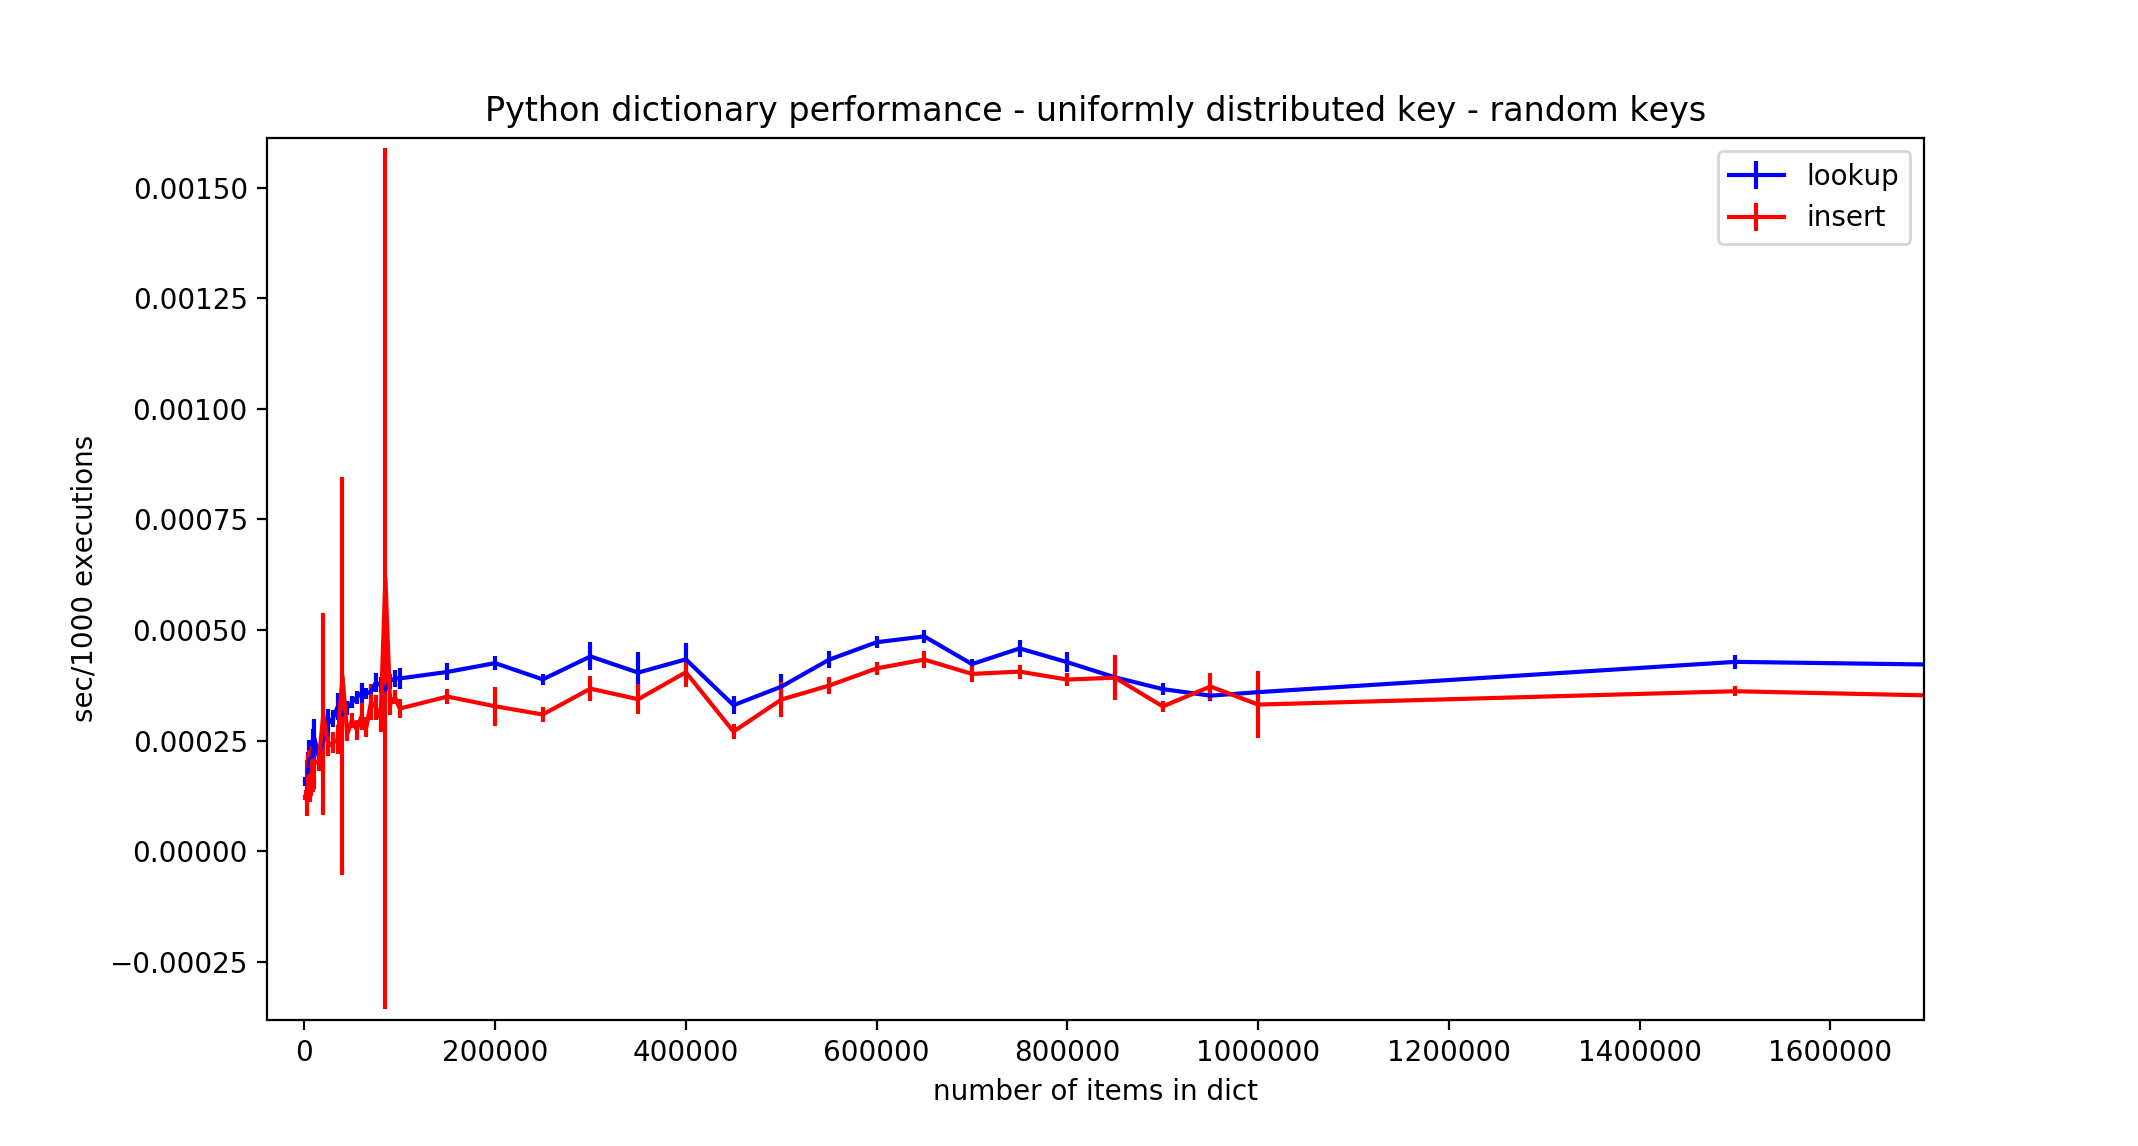 Python dictionary performance - uniformly distributed key - random keys
lookup
insert
0.00150
0.00125
0.00100
0.00075
0.00050
0.00025
0.00000
−0.00025
sec/1000 executions
0 200000 400000 600000 800000 1000000 1200000 1400000 1600000
number of items in dict